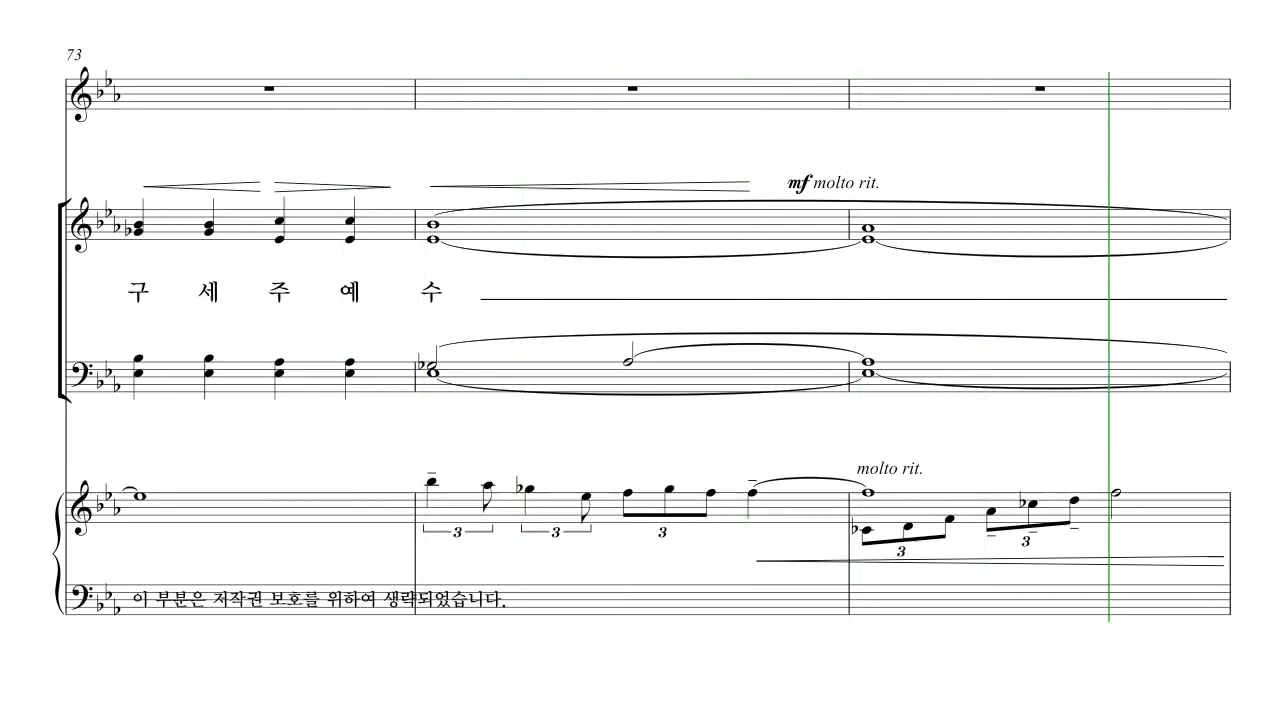 73
mf molto rit.
구 세 주 예 수
molto rit.
3 3 3 3 3
이 부분은 저작권 보호를 위하여 생략되었습니다.